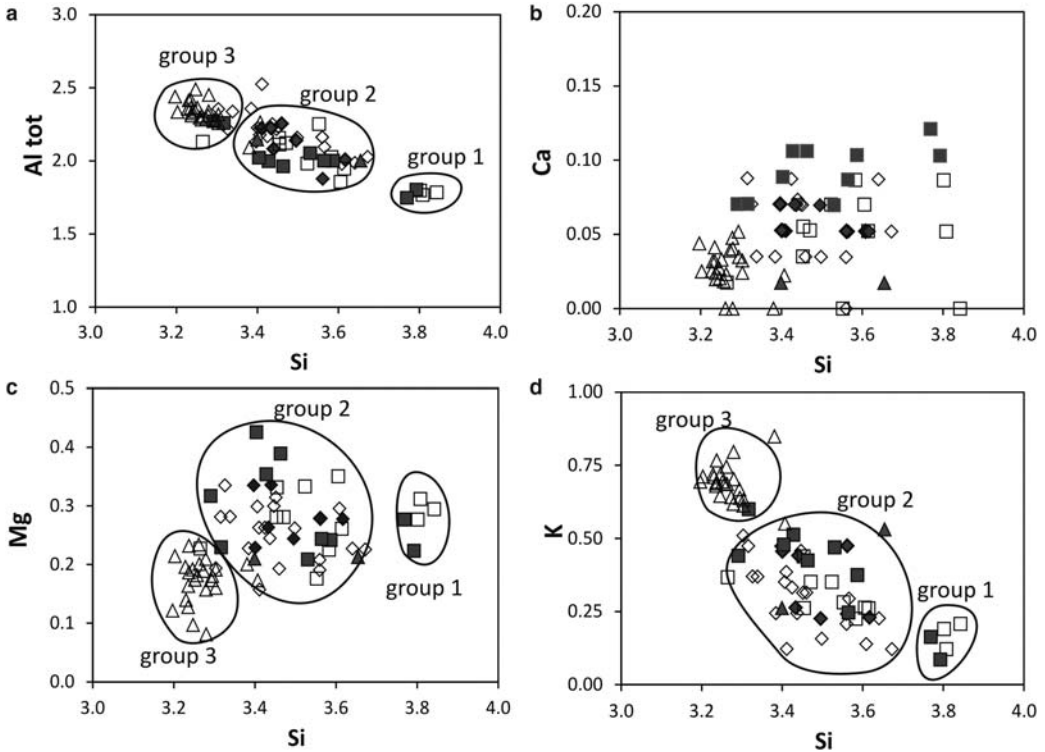 a
3.0
2.5
2.0
1.5
1.0
Al tot
group 3
group 2
group 1
3.0 3.2 3.4 3.6 3.8 4.0
Si
b
0.20
0.15
0.10
0.05
0.00
Ca
3.0 3.2 3.4 3.6 3.8 4.0
Si
c
0.5
0.4
0.3
0.2
0.1
0.0
Mg
group 2
group 1
group 3
3.0 3.2 3.4 3.6 3.8 4.0
Si
d
1.00
0.75
0.50
0.25
0.00
K
group 3
group 2
group 1
3.0 3.2 3.4 3.6 3.8 4.0
Si